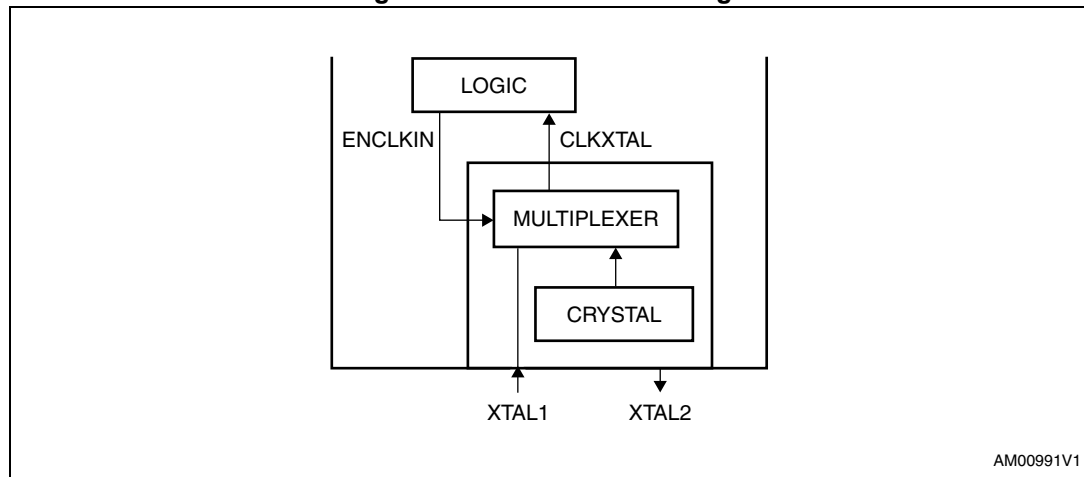 LOGIC
ENCLKIN
CLKXTAL
MULTIPLEXER
CRYSTAL
XTAL1
XTAL2
AM00991V1